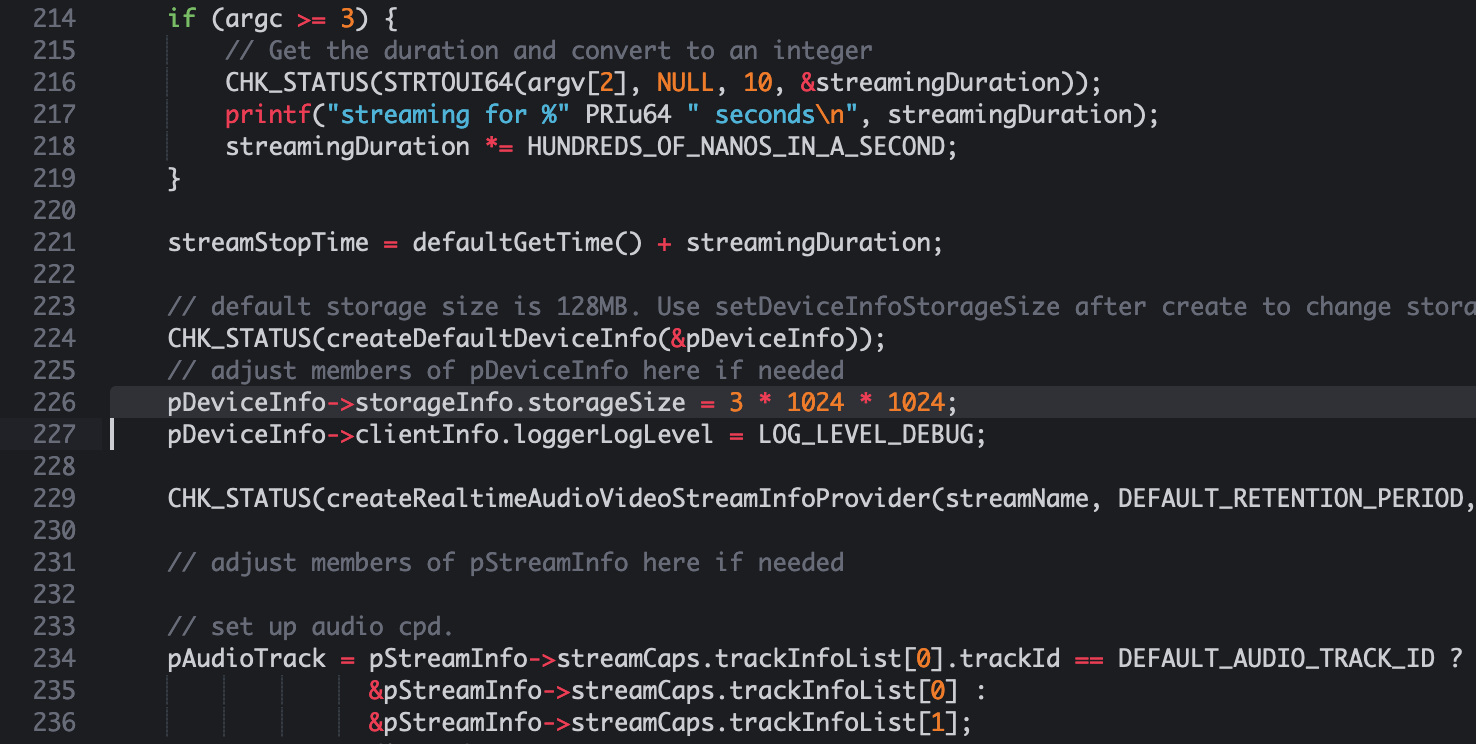 214 if (argc >= 3) {
215 // Get the duration and convert to an integer
216 CHK_STATUS(STRTOUI64(argv[2], NULL, 10, &streamingDuration));
217 printf("streaming for %" PRIu64 " seconds\n", streamingDuration);
218 streamingDuration *= HUNDREDS_OF_NANOS_IN_A_SECOND;
219 }
220
221 streamStopTime = defaultGetTime() + streamingDuration;
222
223 // default storage size is 128MB. Use setDeviceInfoStorageSize after create to change stora
224 CHK_STATUS(createDefaultDeviceInfo(&pDeviceInfo));
225 // adjust members of pDeviceInfo here if needed
226 pDeviceInfo->storageInfo.storageSize = 3 * 1024 * 1024;
227 pDeviceInfo->clientInfo.loggerLogLevel = LOG_LEVEL_DEBUG;
228
229 CHK_STATUS(createRealtimeAudioVideoStreamInfoProvider(streamName, DEFAULT_RETENTION_PERIOD,
230
231 // adjust members of pStreamInfo here if needed
232
233 // set up audio cpd.
234 pAudioTrack = pStreamInfo->streamCaps.trackInfoList[0].trackId == DEFAULT_AUDIO_TRACK_ID ?
235 &pStreamInfo->streamCaps.trackInfoList[0] :
236 &pStreamInfo->streamCaps.trackInfoList[1];